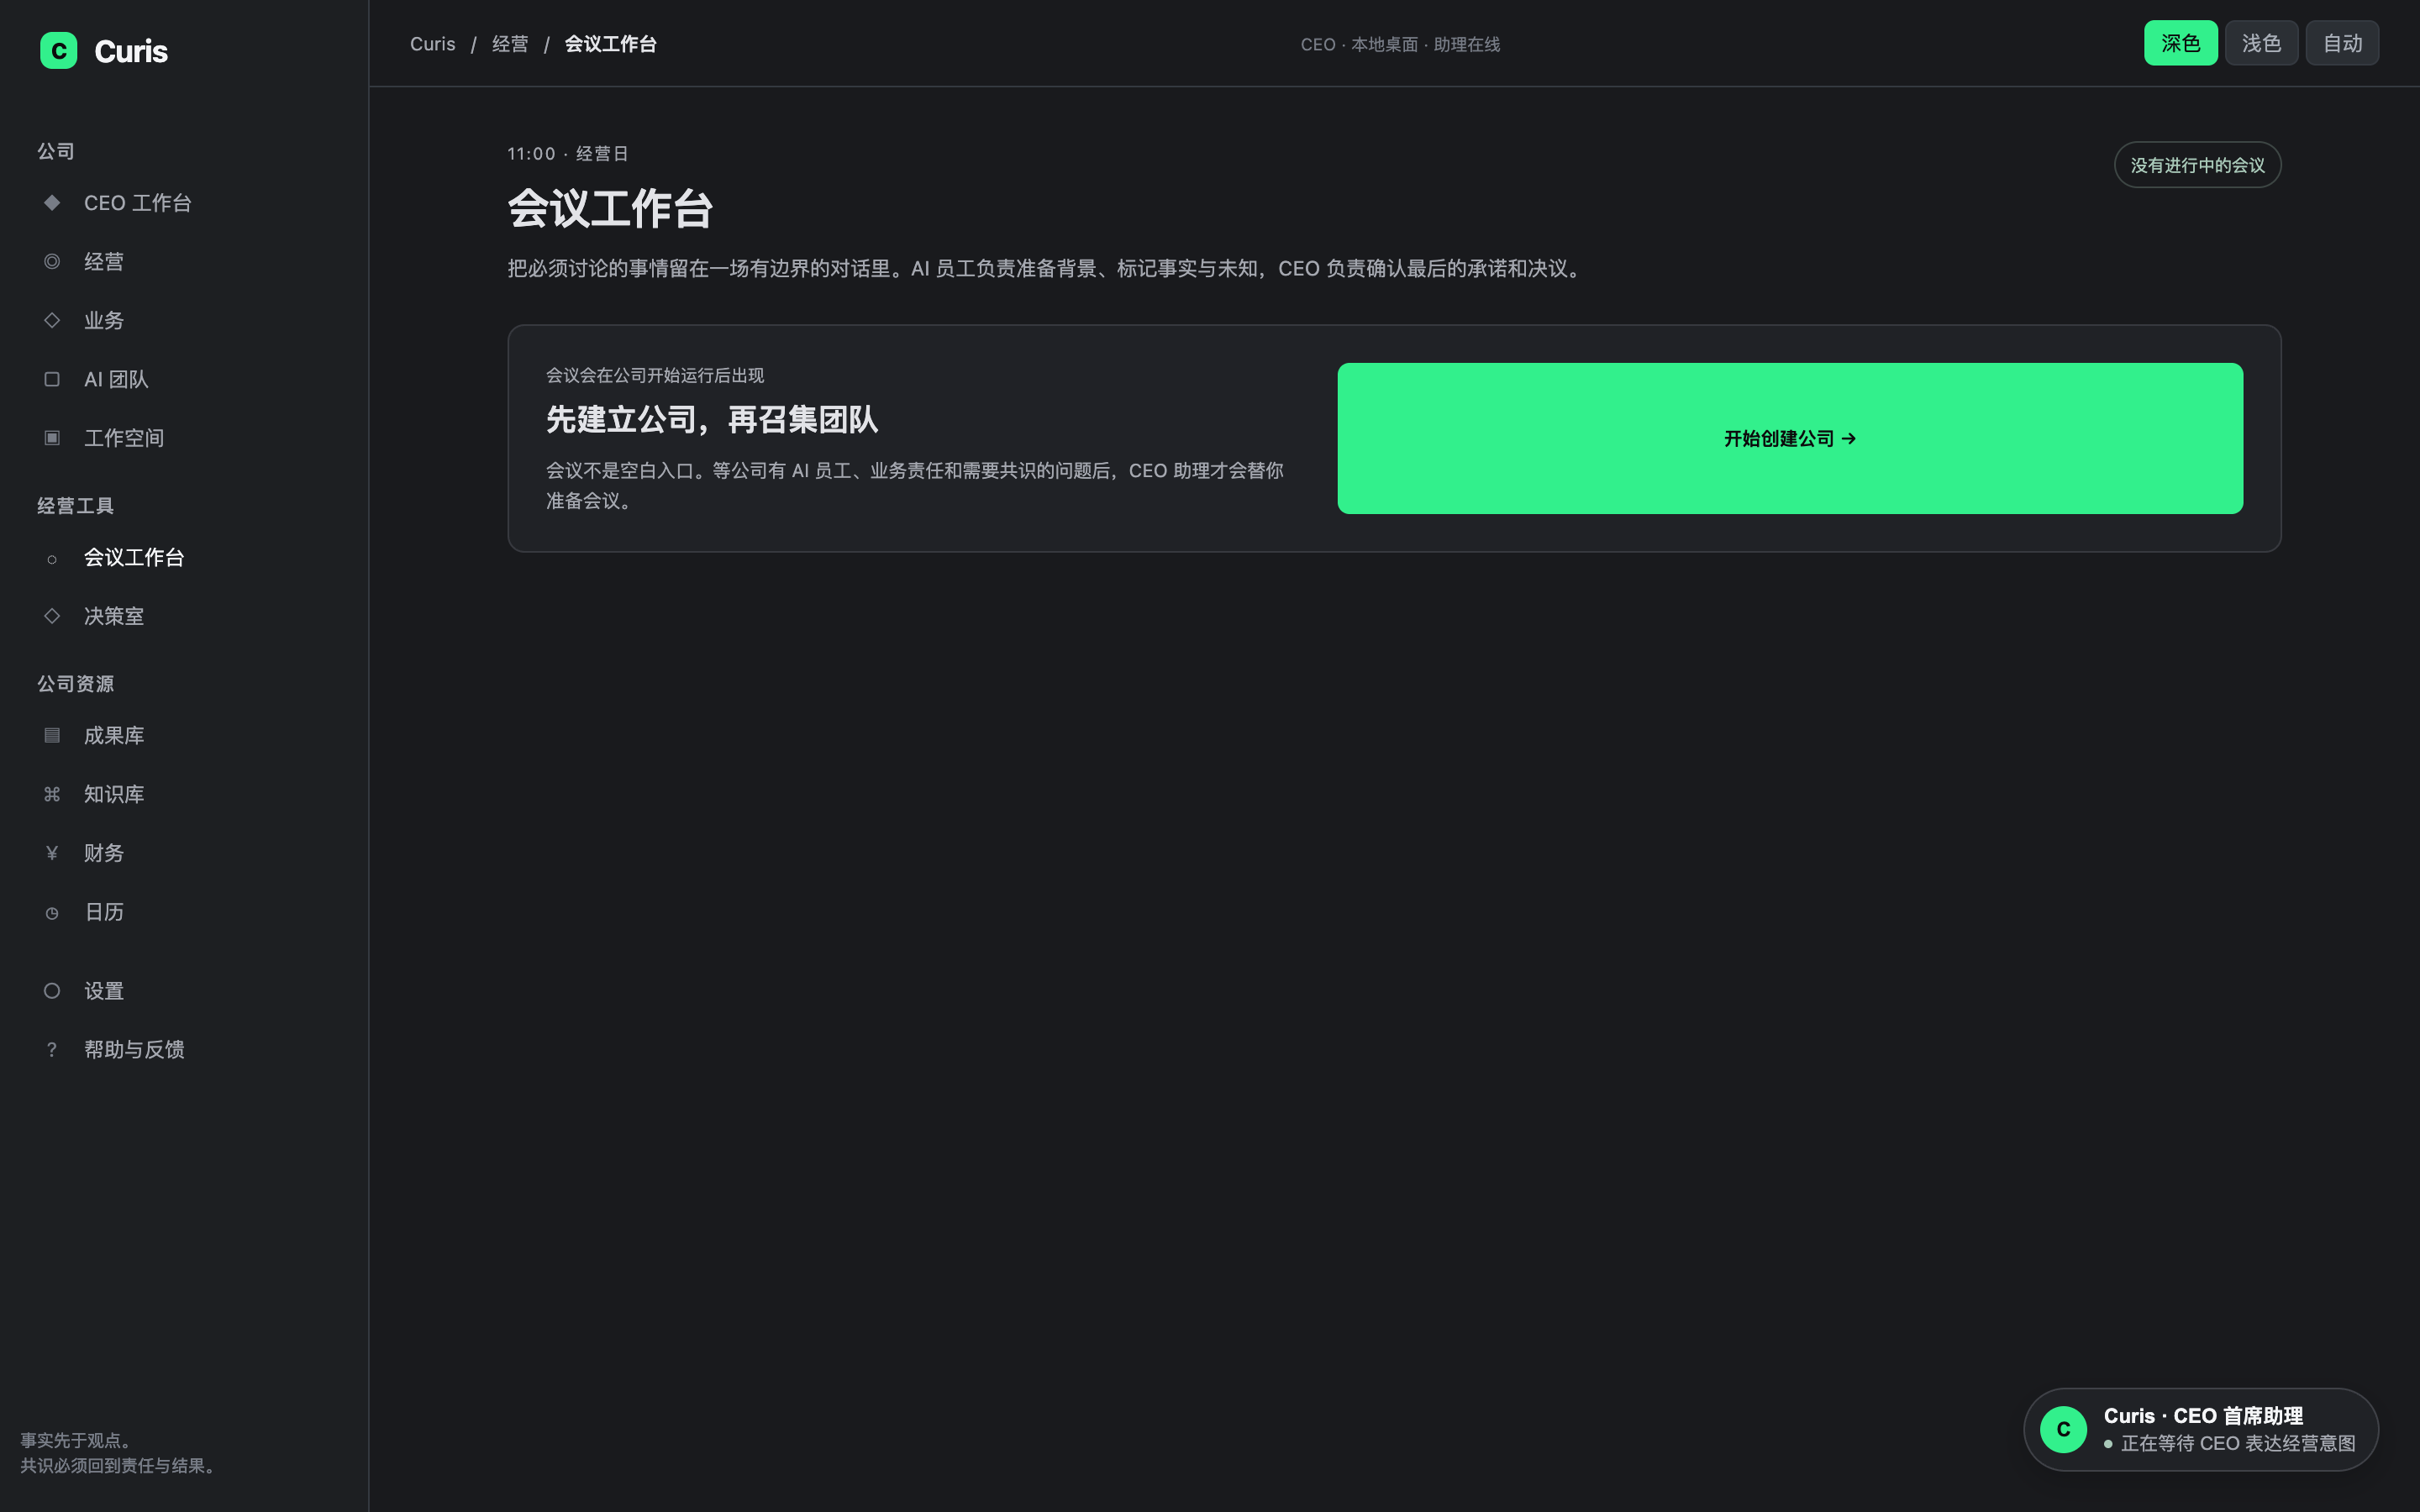 C Curis
公司
CEO 工作台
经营
业务
AI 团队
工作空间
经营工具
会议工作台
决策室
公司资源
成果库
⌘ 知识库
¥ 财务
日历
设置
? 帮助与反馈
事实先于观点。
共识必须回到责任与结果。
Curis / 经营 / 会议工作台
CEO · 本地桌面 · 助理在线
深色 浅色 自动
11:00 · 经营日
没有进行中的会议
会议工作台
把必须讨论的事情留在一场有边界的对话里。AI 员工负责准备背景、标记事实与未知，CEO 负责确认最后的承诺和决议。
会议会在公司开始运行后出现
先建立公司，再召集团队
会议不是空白入口。等公司有 AI 员工、业务责任和需要共识的问题后，CEO 助理才会替你
准备会议。
开始创建公司 →
C
Curis · CEO 首席助理
正在等待 CEO 表达经营意图